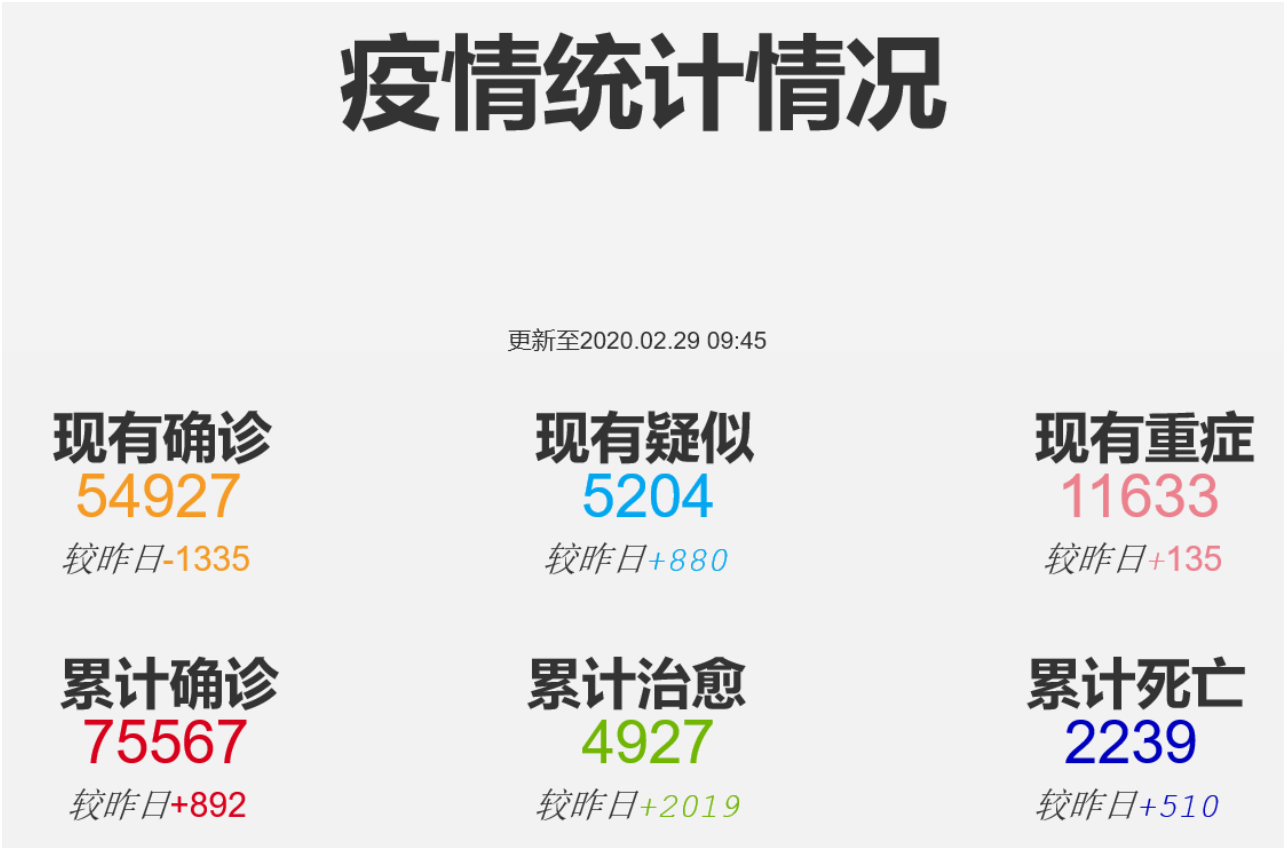 疫情统计情况
更新至2020.02.29 09:45
现有确诊 现有疑似 现有重症
54927 5204 11633
较昨日-1335 较昨日+880 较昨日+135
累计确诊 累计治愈 累计死亡
75567 4927 2239
较昨日+892 较昨日+2019 较昨日+510